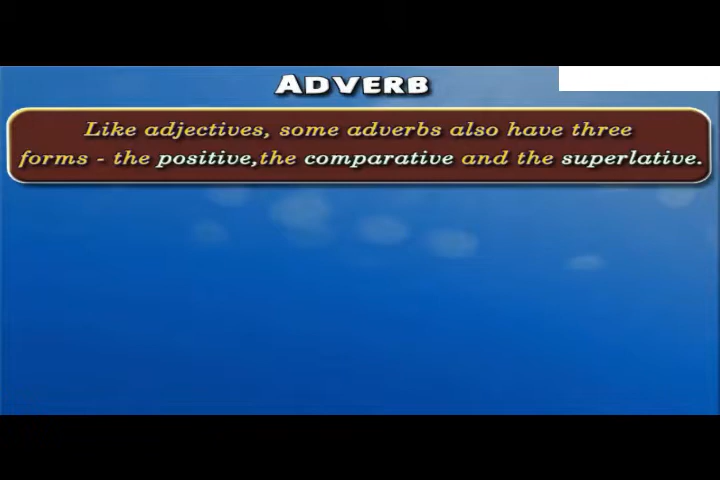 ADVERB
Like adjectives, some adverbs also have three
forms - the positive,the comparative and the superlative.